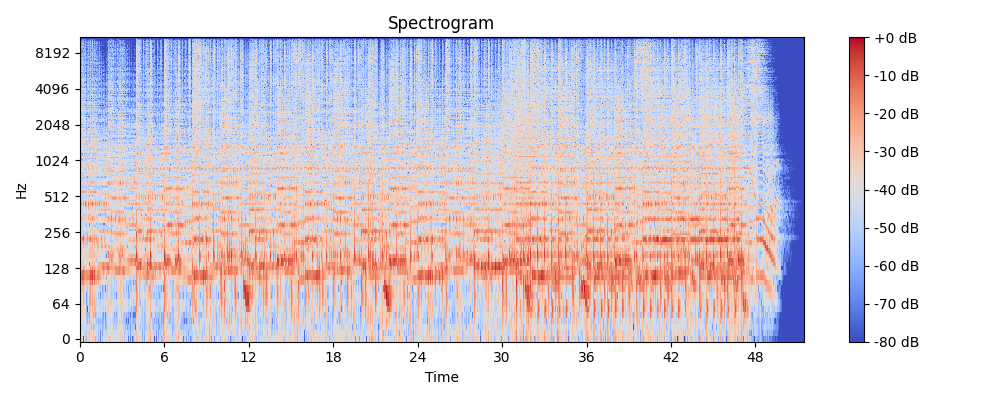 Spectrogram
8192
4096
2048
1024
512
256
128
64
0
Hz
0 6 12 18 24 30 36 42 48
Time
+0 dB
-10 dB
-20 dB
-30 dB
-40 dB
-50 dB
-60 dB
-70 dB
-80 dB